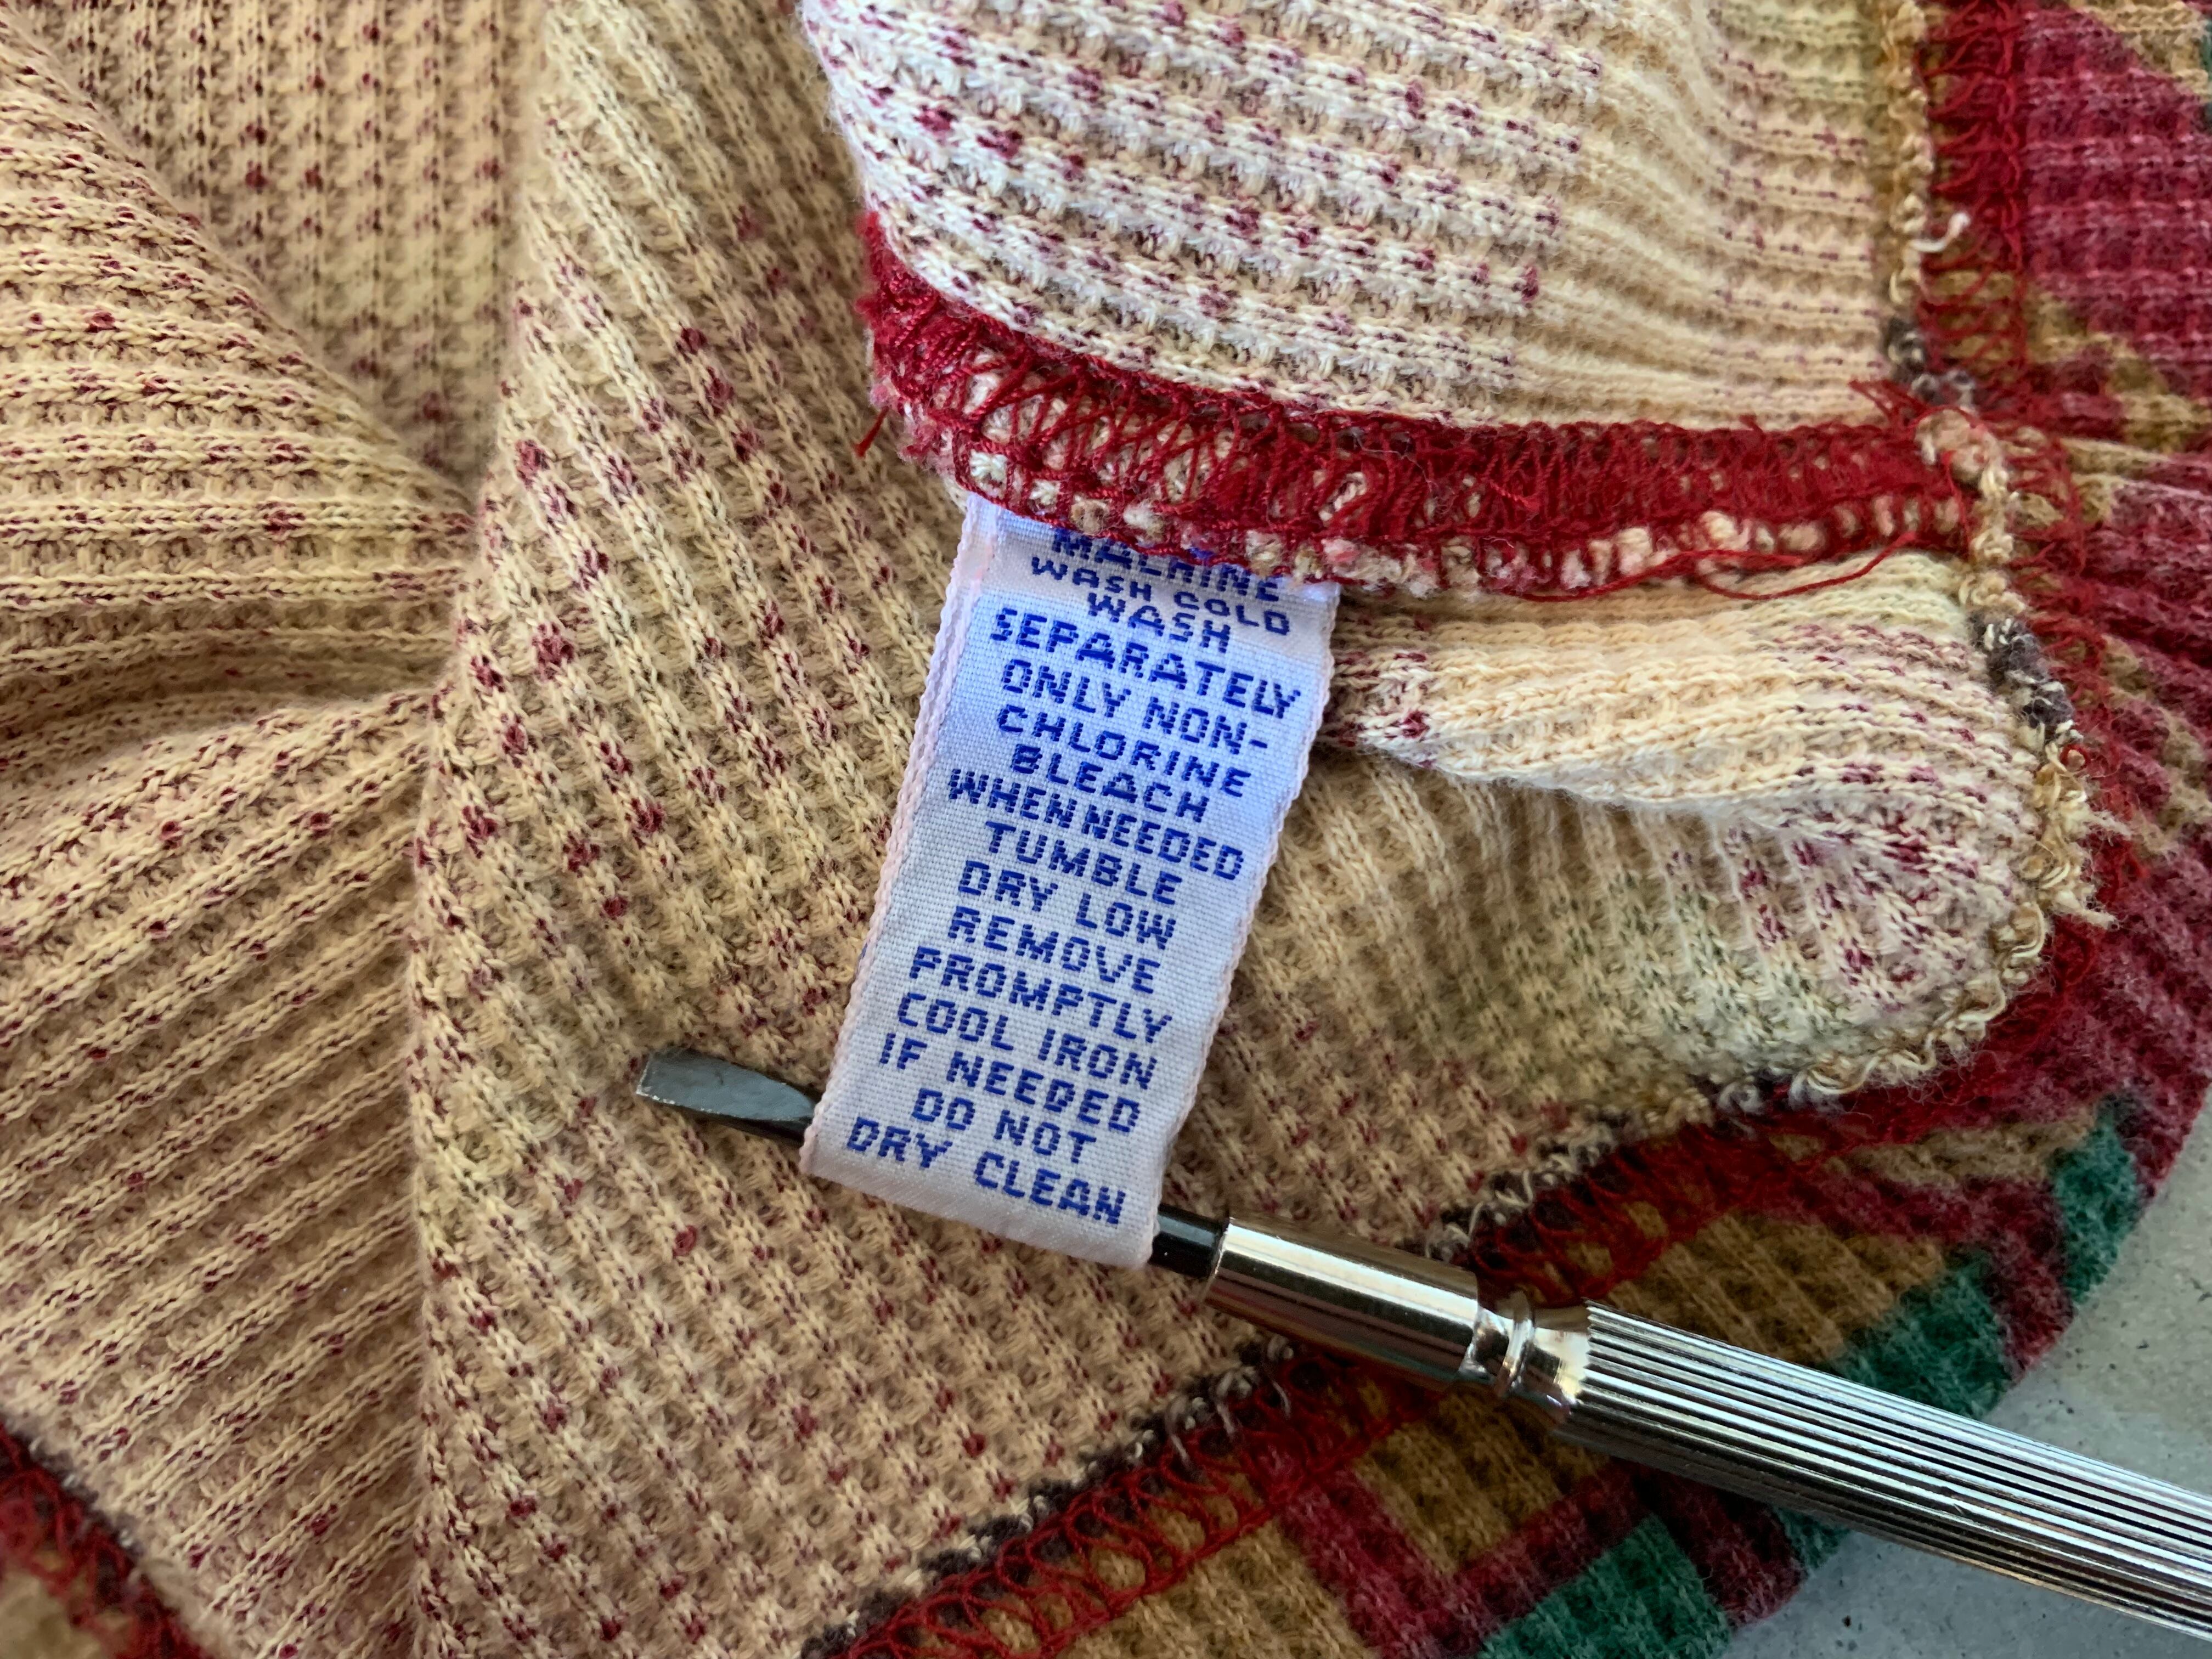 MACHINE
WASH COLD
WASH
SEPARATELY
ONLY NON-
CHLORINE
BLEACH
WHEN NEEDED
TUMBLE
DRY LOW
REMOVE
PROMPTLY
COOL IRON
IF NEEDED
DO NOT
DRY CLEAN